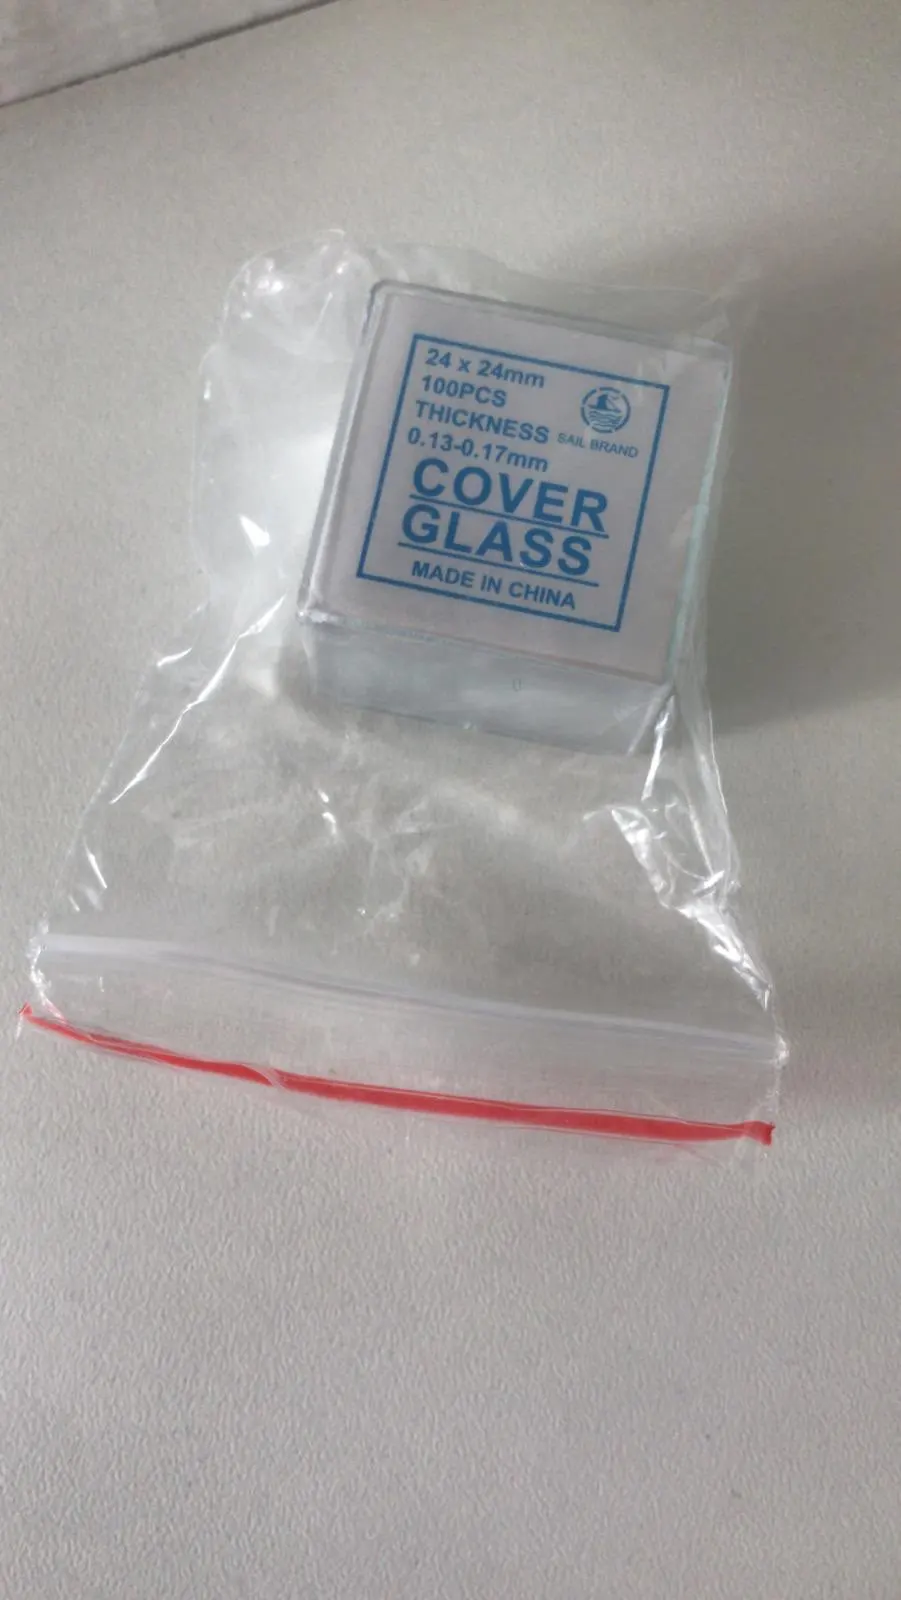 24 x 24mm
100PCS
THICKNESS
0.13-0.17mm
SAIL BRAND
COVER
GLASS
MADE IN CHINA